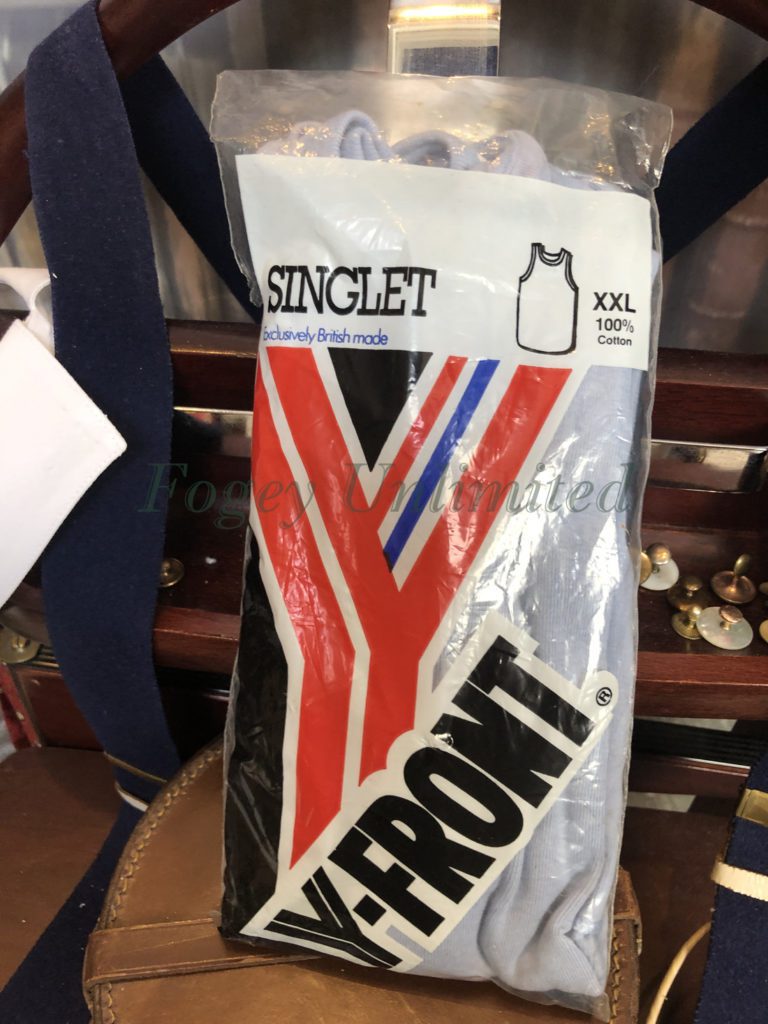 SINGLET
Exclusively British made
XXL
100%
Cotton
Fogey Unlimited
Y-FRONT®